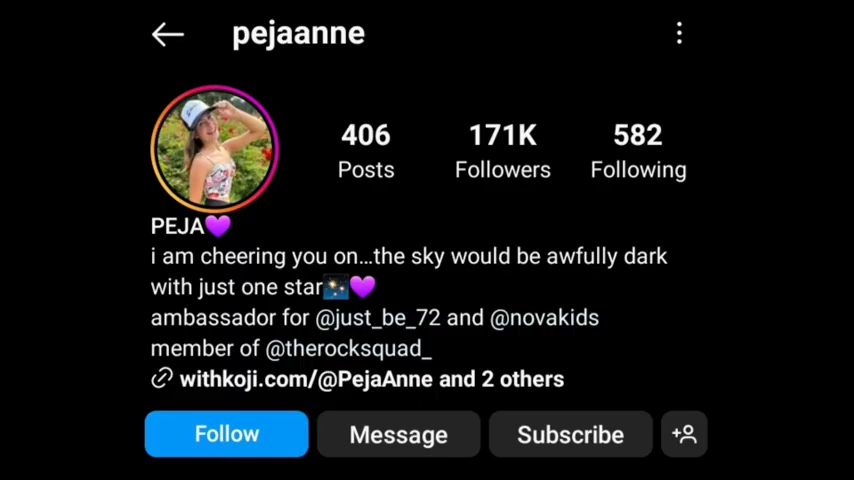 pejaanne
406 171K 582
Posts Followers Following
PEJA💜
i am cheering you on...the sky would be awfully dark
with just one star🎇💜
ambassador for @just_be_72 and @novakids
member of @therocksquad_
withkoji.com/@PejaAnne and 2 others
Follow Message Subscribe